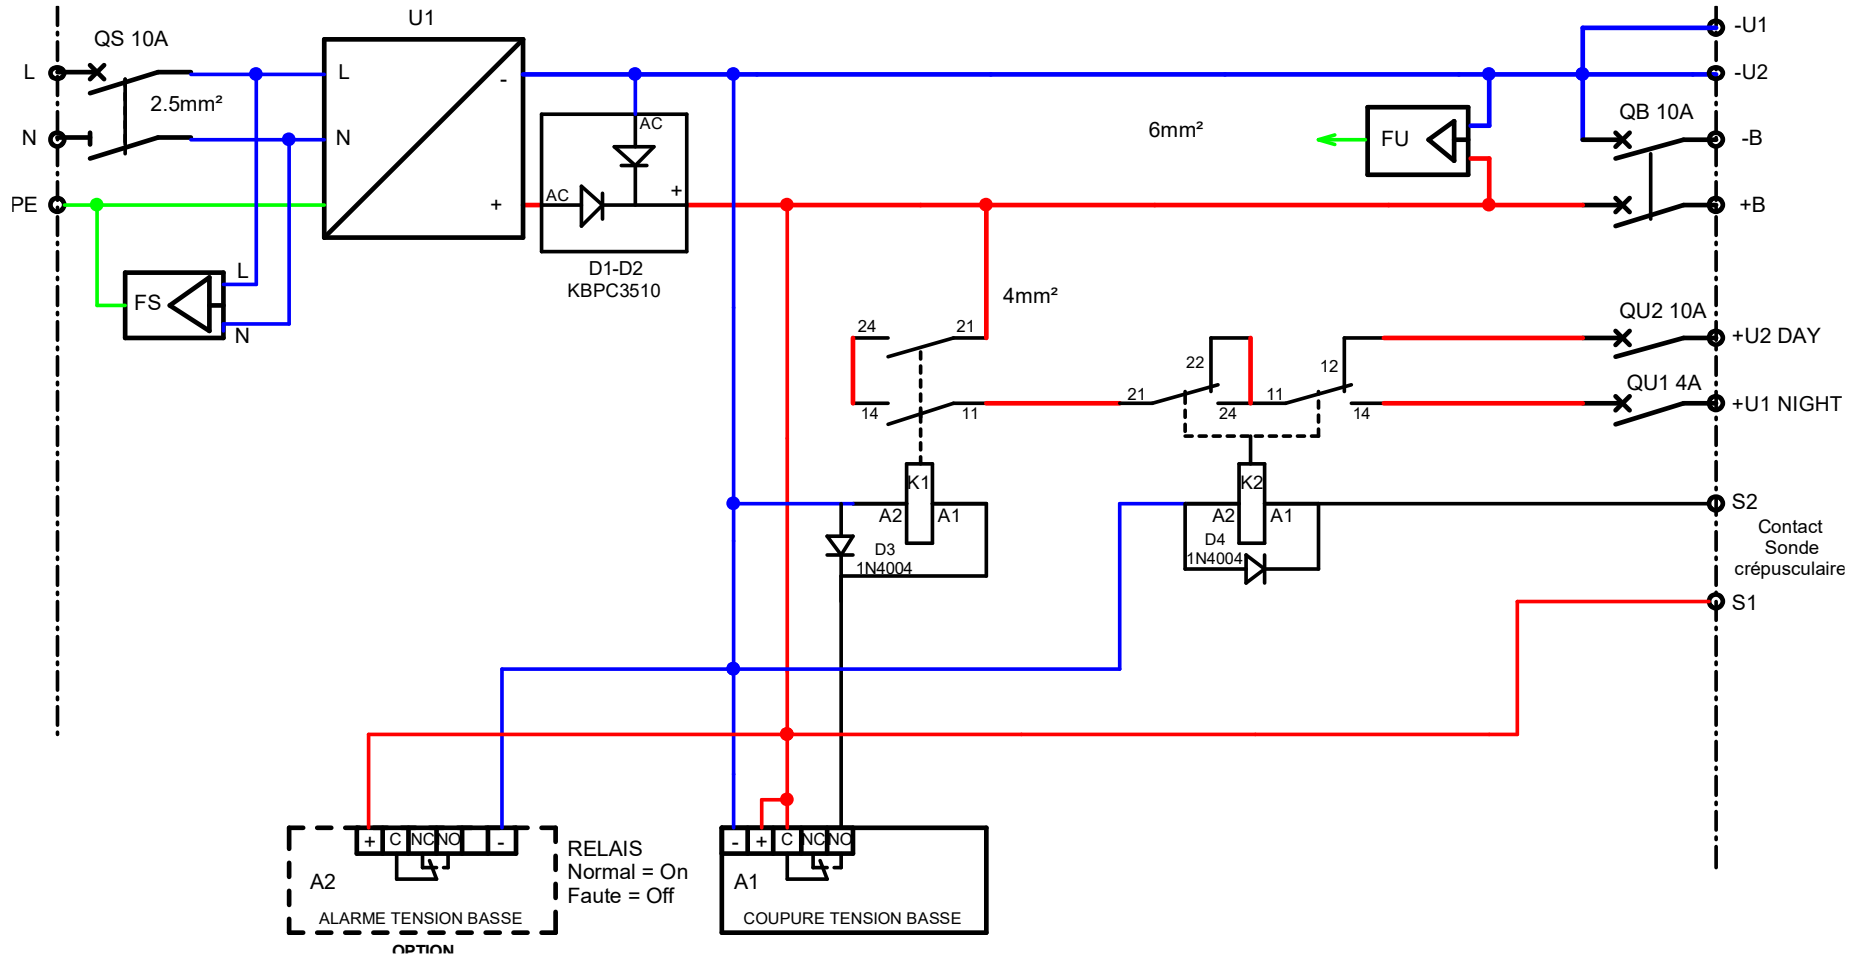 U1
-U1
QS 10A
L
L
-
-U2
2.5mm²
QB 10A
6mm²
AC
N
N
FU
-B
PE
+
AC
+
+B
D1-D2
KBPC3510
L
FS
N
4mm²
QU2 10A
24
21
+U2 DAY
22
12
QU1 4A
21
11
14
11
24
14
+U1 NIGHT
K1
K2
A2
A1
A2
A1
S2
Contact
Sonde
crépusculaire
D3
1N4004
D4
1N4004
S1
+
C
NC
NO
-
RELAIS
Normal = On
Faute = Off
A2
ALARME TENSION BASSE
OPTION
-
+
C
NC
NO
A1
COUPURE TENSION BASSE